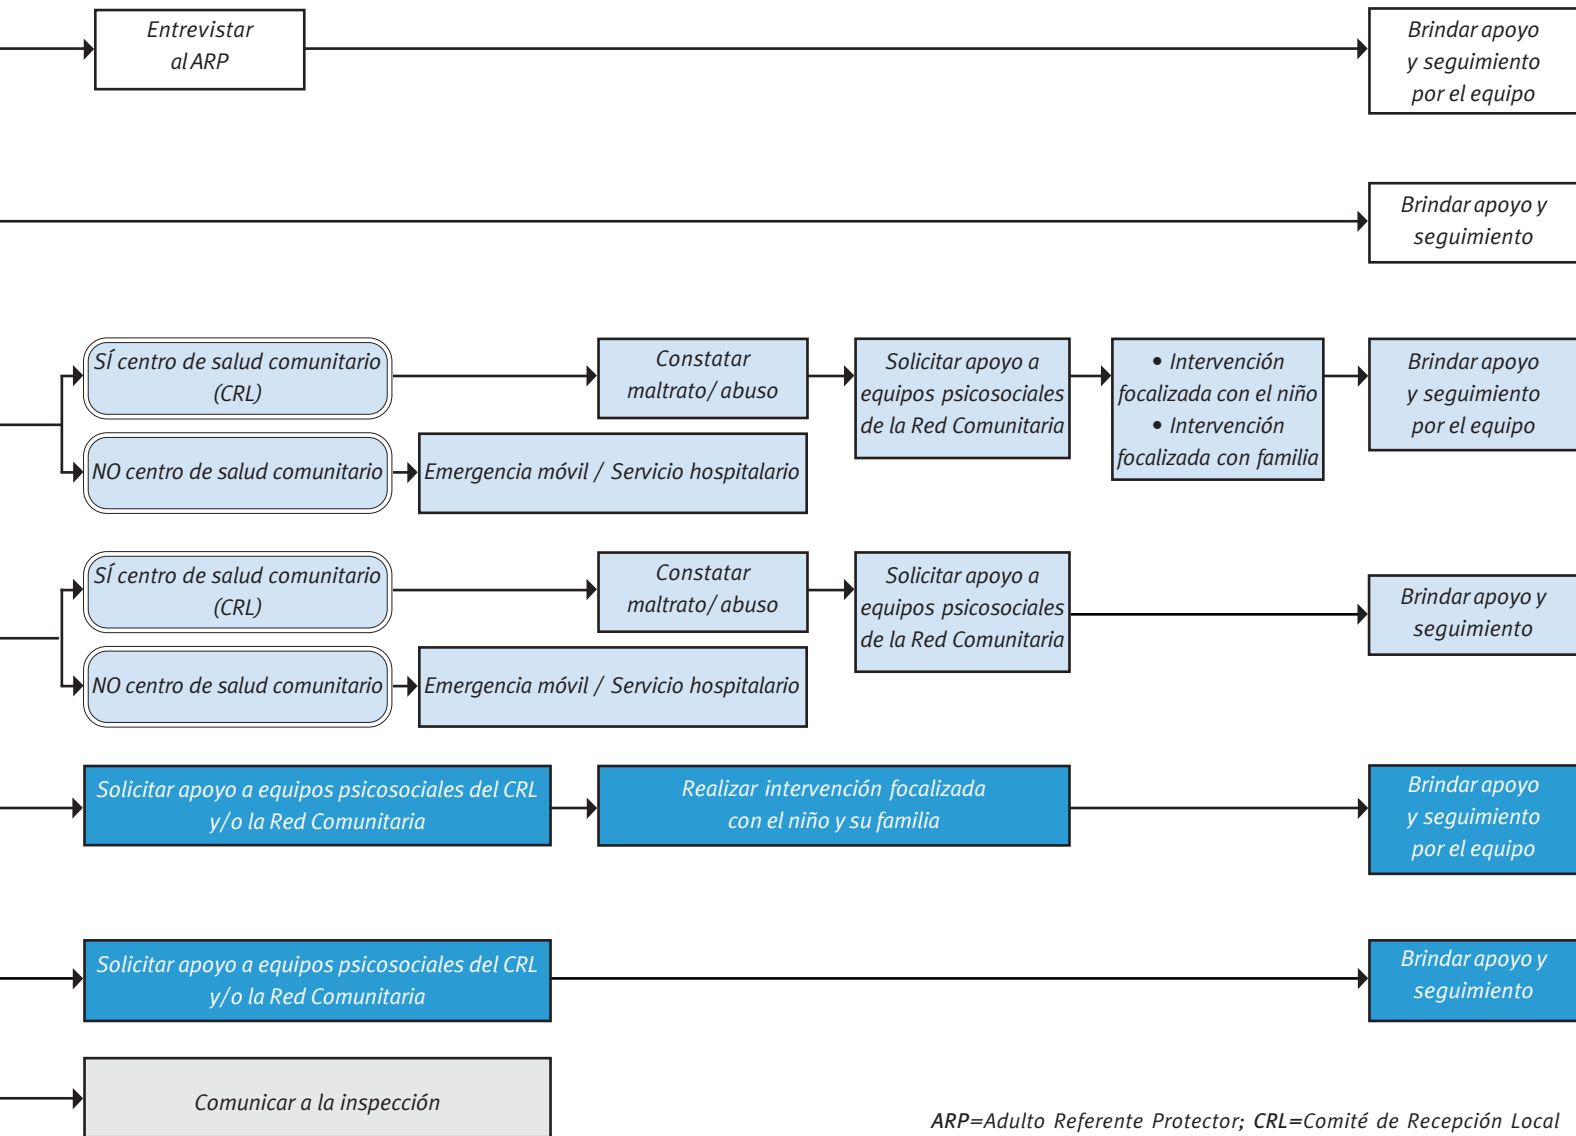 Entrevistar
al ARP
Brindar apoyo
y seguimiento
por el equipo
Brindar apoyo y
seguimiento
SÍ centro de salud comunitario
(CRL)
Constatar
maltrato/ abuso
Solicitar apoyo a
equipos psicosociales
de la Red Comunitaria
• Intervención
focalizada con el niño
• Intervención
focalizada con familia
Brindar apoyo
y seguimiento
por el equipo
NO centro de salud comunitario
Emergencia móvil / Servicio hospitalario
SÍ centro de salud comunitario
(CRL)
Constatar
maltrato/ abuso
Solicitar apoyo a
equipos psicosociales
de la Red Comunitaria
Brindar apoyo y
seguimiento
NO centro de salud comunitario
Emergencia móvil / Servicio hospitalario
Solicitar apoyo a equipos psicosociales del CRL
y/o la Red Comunitaria
Realizar intervención focalizada
con el niño y su familia
Brindar apoyo
y seguimiento
por el equipo
Solicitar apoyo a equipos psicosociales del CRL
y/o la Red Comunitaria
Brindar apoyo y
seguimiento
Comunicar a la inspección
ARP=Adulto Referente Protector; CRL=Comité de Recepción Local